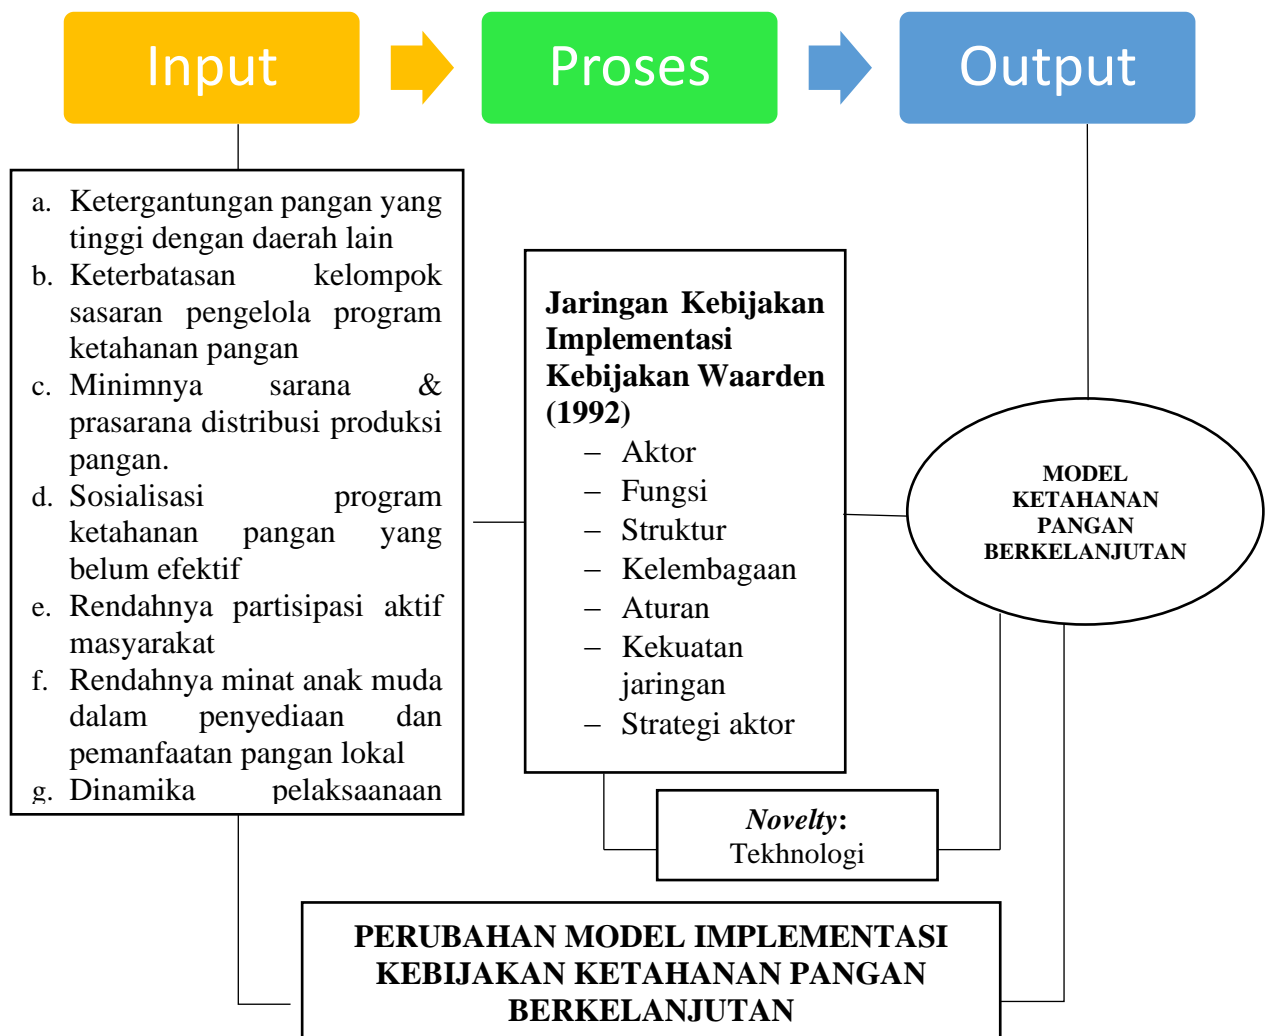 Input
Proses
Output
a. Ketergantungan pangan yang
tinggi dengan daerah lain
b. Keterbatasan kelompok
sasaran pengelola program
ketahanan pangan
c. Minimnya sarana &
prasarana distribusi produksi
pangan.
d. Sosialisasi program
ketahanan pangan yang
belum efektif
e. Rendahnya partisipasi aktif
masyarakat
f. Rendahnya minat anak muda
dalam penyediaan dan
pemanfaatan pangan lokal
g. Dinamika pelaksaanaan
Jaringan Kebijakan
Implementasi
Kebijakan Waarden
(1992)
– Aktor
– Fungsi
– Struktur
– Kelembagaan
– Aturan
– Kekuatan
jaringan
– Strategi aktor
MODEL
KETAHANAN
PANGAN
BERKELANJUTAN
Novelty:
Tekhnologi
PERUBAHAN MODEL IMPLEMENTASI
KEBIJAKAN KETAHANAN PANGAN
BERKELANJUTAN